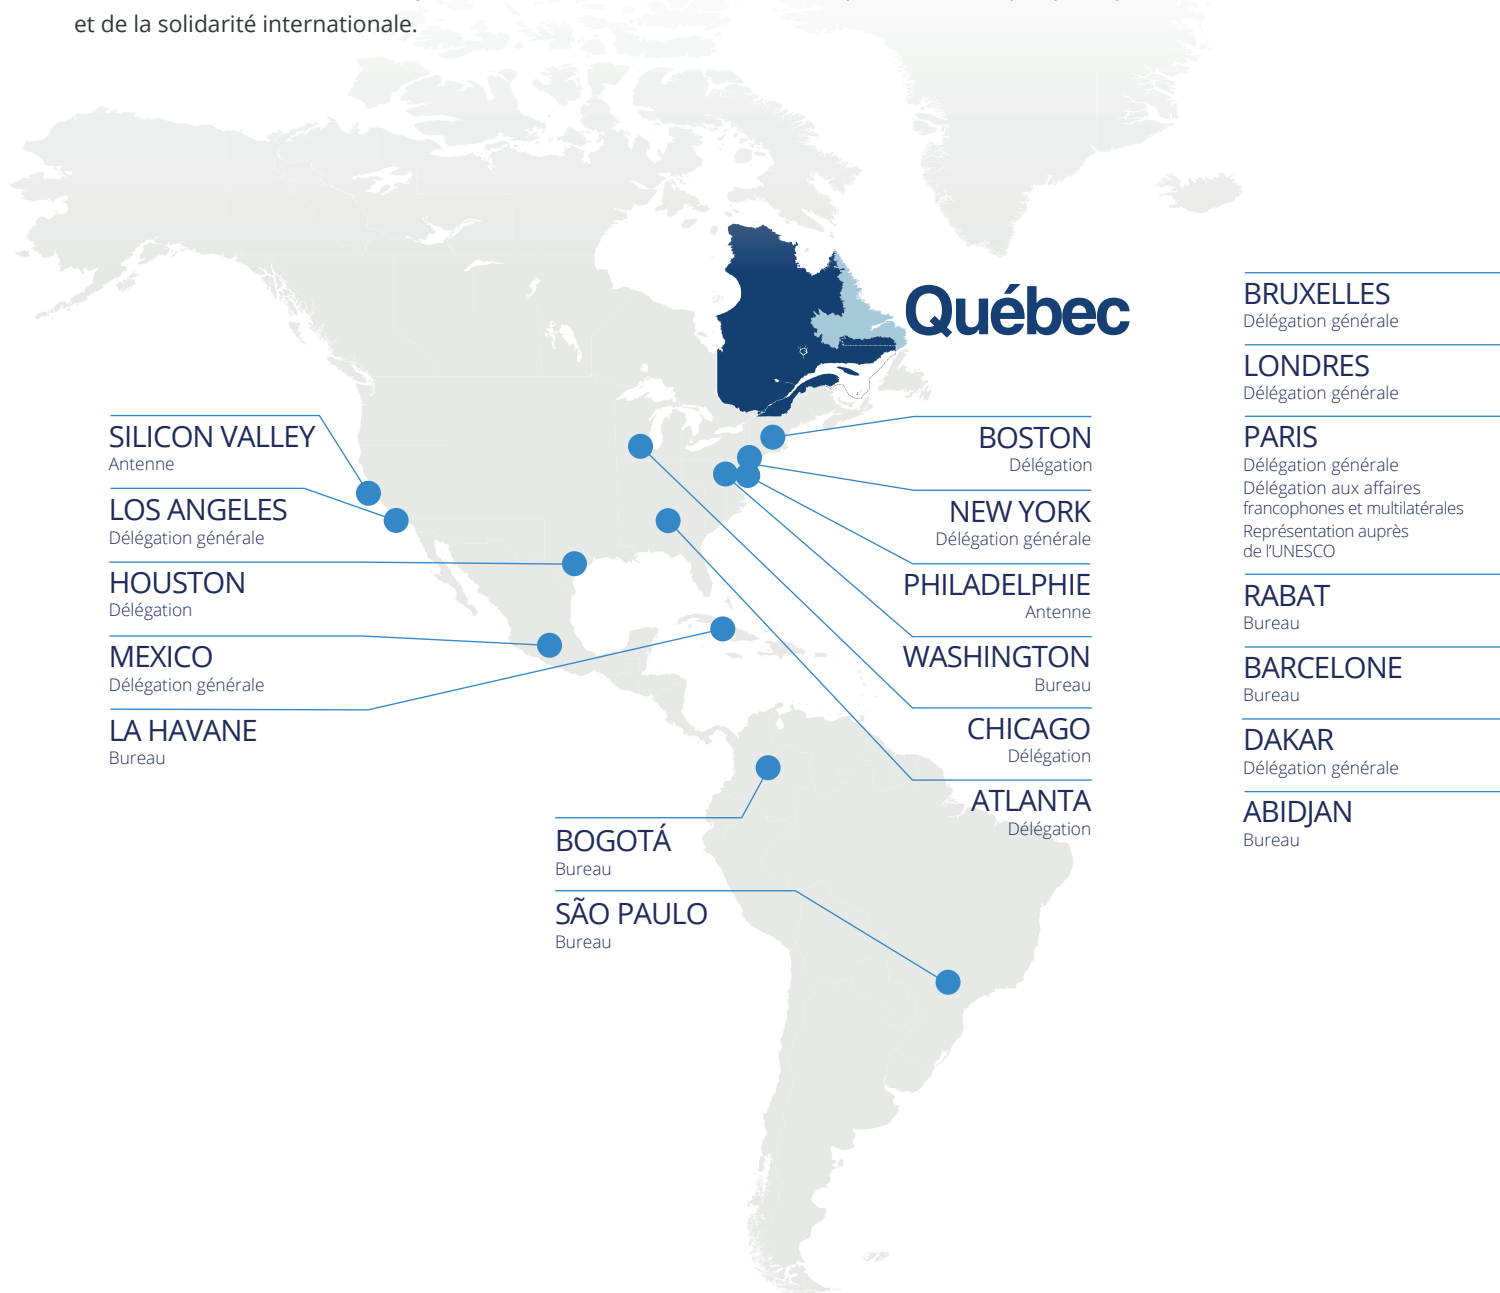 et de la solidarité internationale.
Québec
SILICON VALLEY
Antenne
LOS ANGELES
Délégation générale
HOUSTON
Délégation
MEXICO
Délégation générale
LA HAVANE
Bureau
BOGOTÁ
Bureau
SÃO PAULO
Bureau
BOSTON
Délégation
NEW YORK
Délégation générale
PHILADELPHIE
Antenne
WASHINGTON
Bureau
CHICAGO
Délégation
ATLANTA
Délégation
BRUXELLES
Délégation générale
LONDRES
Délégation générale
PARIS
Délégation générale
Délégation aux affaires
francophones et multilatérales
Représentation auprès
de l'UNESCO
RABAT
Bureau
BARCELONE
Bureau
DAKAR
Délégation générale
ABIDJAN
Bureau